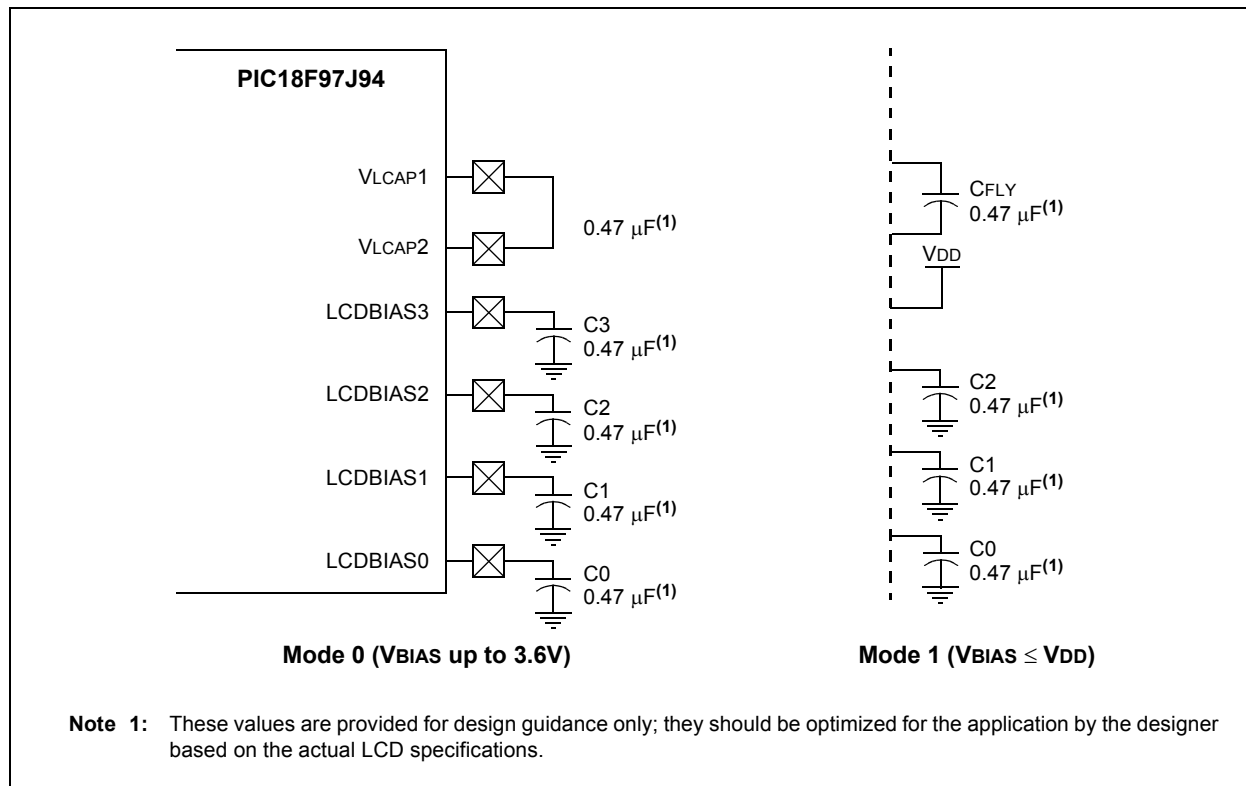 PIC18F97J94
VLCAP1
VLCAP2
0.47 μF(1)
LCDBIAS3
C3
0.47 μF(1)
LCDBIAS2
C2
0.47 μF(1)
LCDBIAS1
C1
0.47 μF(1)
LCDBIAS0
C0
0.47 μF(1)
Mode 0 (VBIAS up to 3.6V)
CFLY
0.47 μF(1)
VDD
C2
0.47 μF(1)
C1
0.47 μF(1)
C0
0.47 μF(1)
Mode 1 (VBIAS ≤ VDD)
Note 1: These values are provided for design guidance only; they should be optimized for the application by the designer
based on the actual LCD specifications.